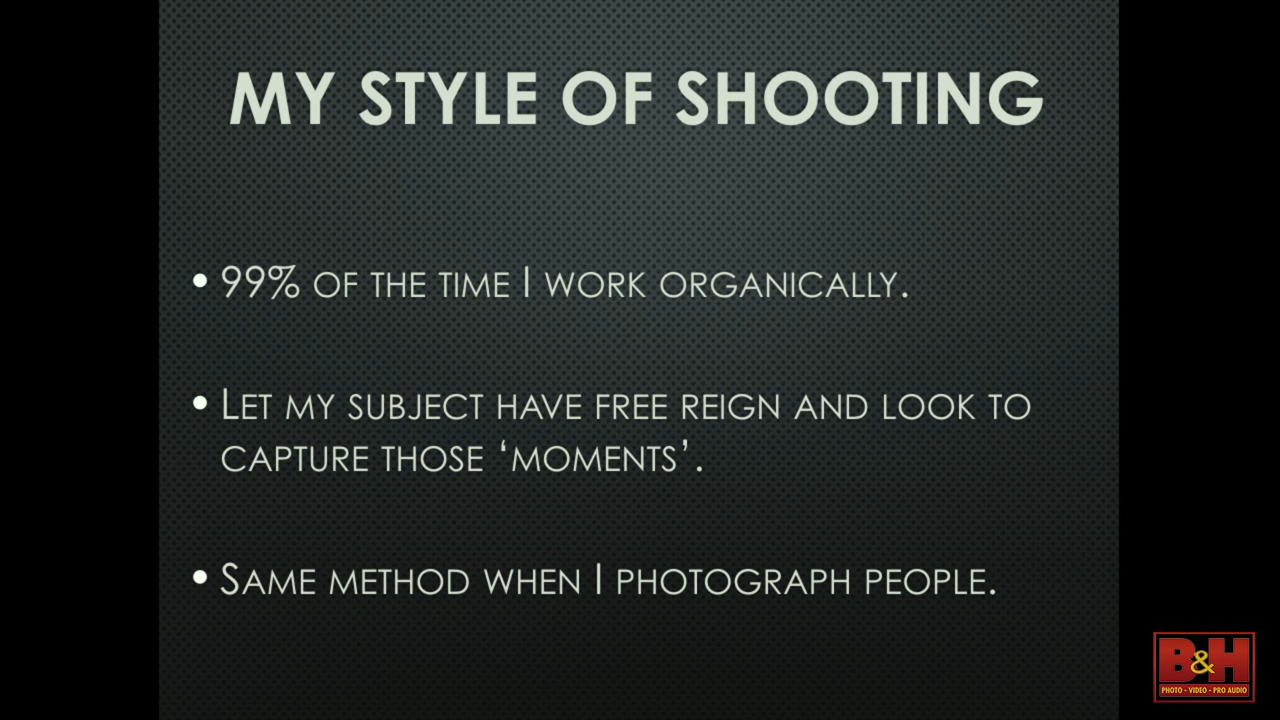 MY STYLE OF SHOOTING
• 99% OF THE TIME I WORK ORGANICALLY.
• LET MY SUBJECT HAVE FREE REIGN AND LOOK TO
CAPTURE THOSE ‘MOMENTS’.
• SAME METHOD WHEN I PHOTOGRAPH PEOPLE.
B&H
PHOTO - VIDEO - PRO AUDIO